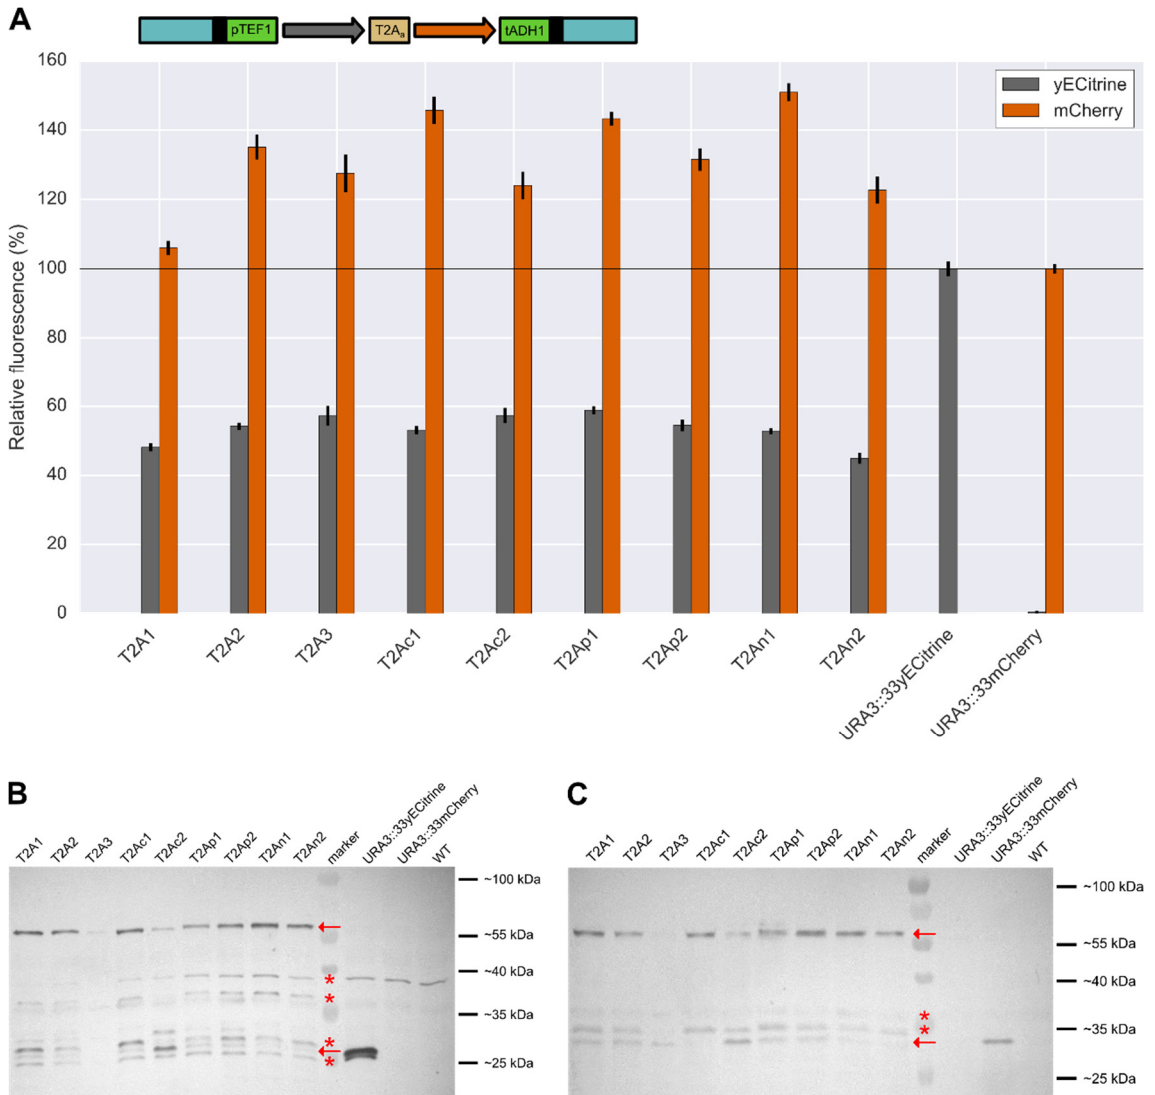 A
pTEF1 T2Aa tADH1
160
140
120
100
80
60
40
20
0
Relative fluorescence (%)
yECitrine
mCherry
T2A1 T2A2 T2A3 T2Ac1 T2Ac2 T2Ap1 T2Ap2 T2An1 T2An2 URA3::33yECitrine URA3::33mCherry
B
T2A1 T2A2 T2A3 T2Ac1 T2Ac2 T2Ap1 T2Ap2 T2An1 T2An2 marker URA3::33yECitrine URA3::33mCherry WT
~100 kDa
~55 kDa
~40 kDa
*
*
~35 kDa
*
~25 kDa
*
C
T2A1 T2A2 T2A3 T2Ac1 T2Ac2 T2Ap1 T2Ap2 T2An1 T2An2 marker URA3::33yECitrine URA3::33mCherry WT
~100 kDa
~55 kDa
~40 kDa
*
~35 kDa
*
~25 kDa